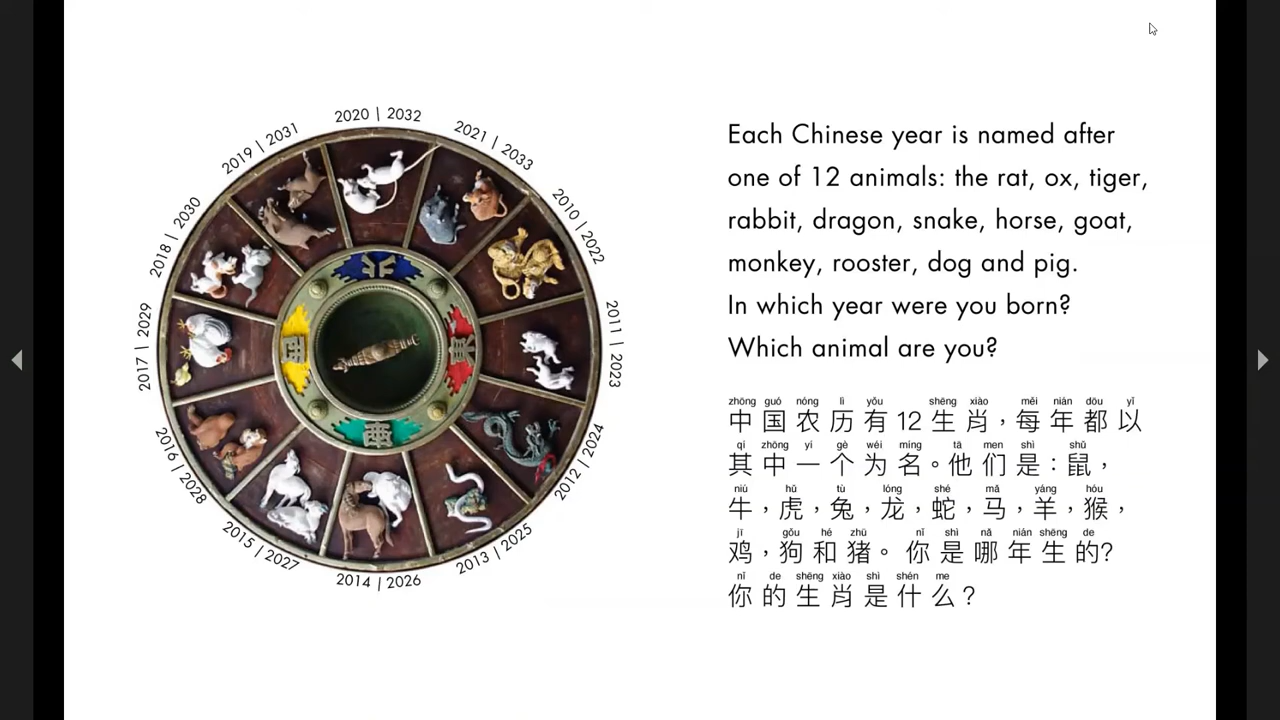 2020 | 2032
2021 | 2033
2010 | 2022
2011 | 2023
2012 | 2024
2013 | 2025
2014 | 2026
2015 | 2027
2016 | 2028
2017 | 2029
2018 | 2030
2019 | 2031
北
東
南
西
Each Chinese year is named after
one of 12 animals: the rat, ox, tiger,
rabbit, dragon, snake, horse, goat,
monkey, rooster, dog and pig.
In which year were you born?
Which animal are you?
zhōng guó nóng lì yǒu shēng xiào měi nián dōu yǐ
中国农历有12生肖，每年都以
qí zhōng yí gè wéi míng tā men shì shǔ
其中一个为名。他们是：鼠，
niú hǔ tù lóng shé mǎ yáng hóu
牛，虎，兔，龙，蛇，马，羊，猴，
jī gǒu hé zhū nǐ shì nǎ nián shēng de
鸡，狗和猪。你是哪年生的?
nǐ de shēng xiào shì shén me
你的生肖是什么？